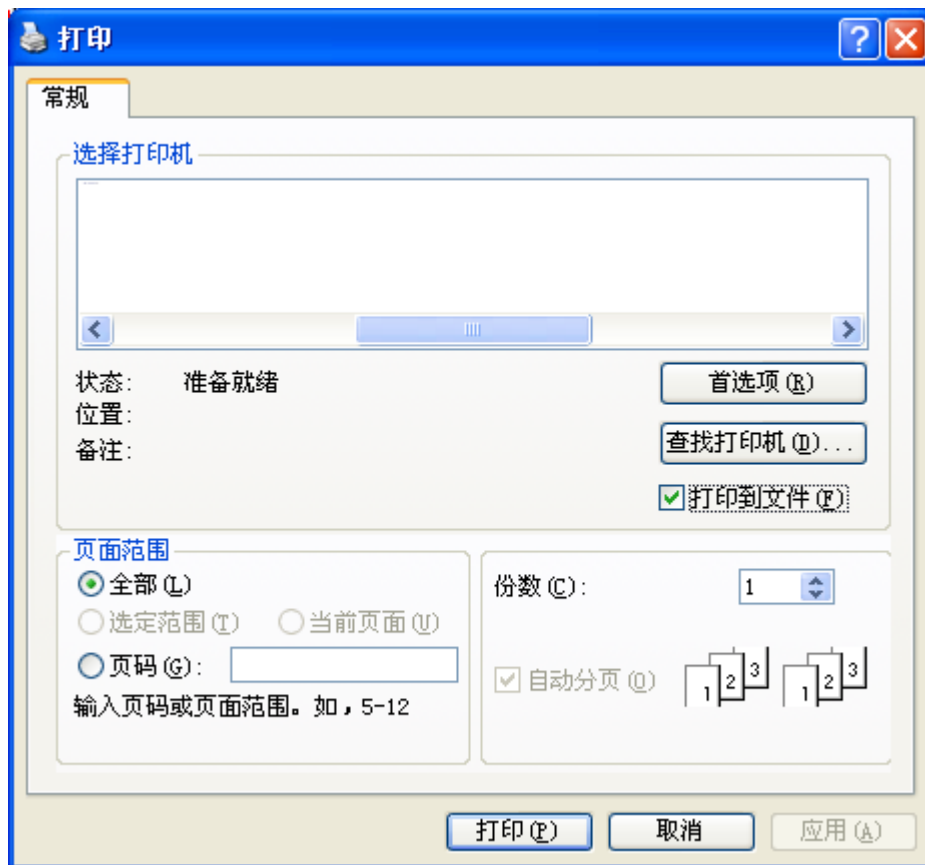 打印
常规
选择打印机
状态: 准备就绪
首选项(R)
位置:
查找打印机(D)...
备注:
打印到文件(F)
页面范围
全部(L)
选定范围(T) 当前页面(U)
页码(G):
输入页码或页面范围。如，5-12
份数(C): 1
自动分页(O)
1 2 3 1 2 3
打印(P) 取消 应用(A)